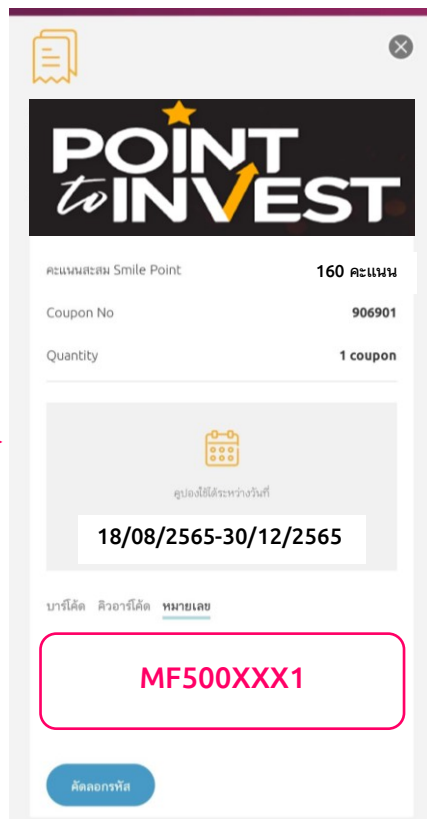 POINT
to INVEST
คะแนนสะสม Smile Point 160 คะแนน
Coupon No 906901
Quantity 1 coupon
คูปองใช้ได้ระหว่างวันที่
18/08/2565-30/12/2565
บาร์โค้ด คิวอาร์โค้ด หมายเลข
MF500XXX1
คัดลอกรหัส